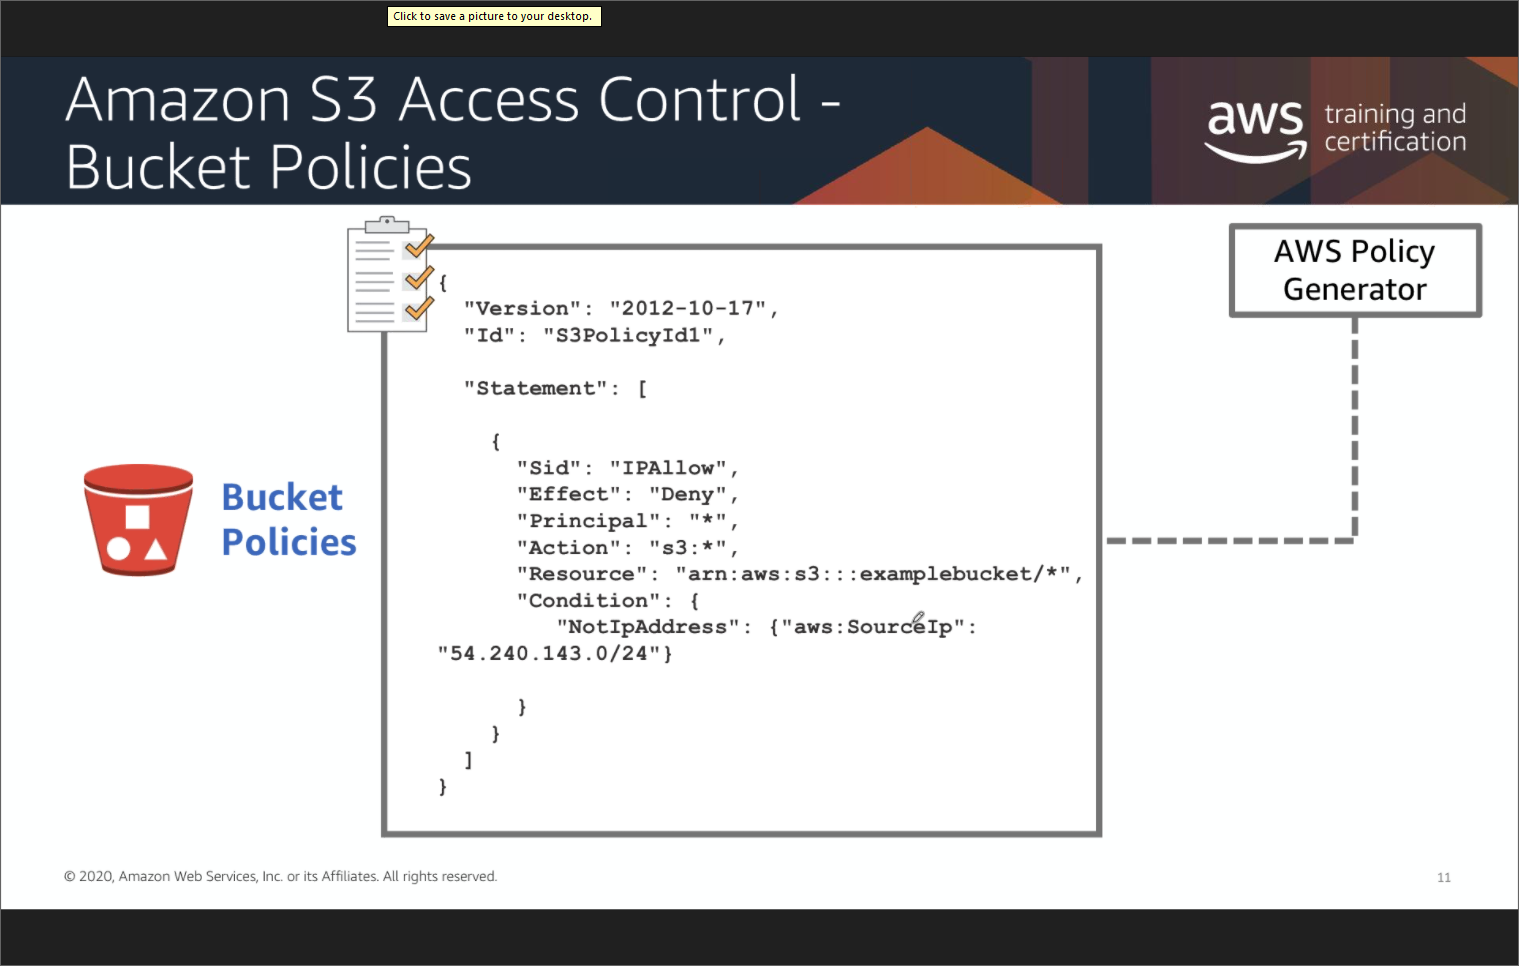 Click to save a picture to your desktop.
Amazon S3 Access Control -
Bucket Policies
aws training and
certification
AWS Policy
Generator
{
"Version": "2012-10-17",
"Id": "S3PolicyId1",
"Statement": [
{
"Sid": "IPAllow",
"Effect": "Deny",
"Principal": "*",
"Action": "s3:*",
"Resource": "arn:aws:s3:::examplebucket/*",
"Condition": {
"NotIpAddress": {"aws:SourceIp":
"54.240.143.0/24"}
}
}
]
}
Bucket
Policies
© 2020, Amazon Web Services, Inc. or its Affiliates. All rights reserved.
11